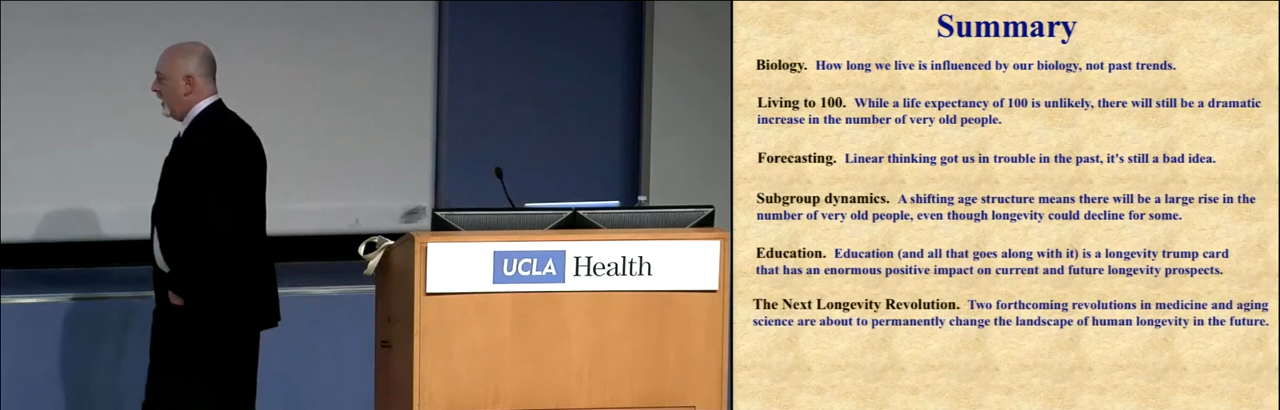 UCLA Health
Summary
Biology. How long we live is influenced by our biology, not past trends.
Living to 100. While a life expectancy of 100 is unlikely, there will still be a dramatic
increase in the number of very old people.
Forecasting. Linear thinking got us in trouble in the past, it's still a bad idea.
Subgroup dynamics. A shifting age structure means there will be a large rise in the
number of very old people, even though longevity could decline for some.
Education. Education (and all that goes along with it) is a longevity trump card
that has an enormous positive impact on current and future longevity prospects.
The Next Longevity Revolution. Two forthcoming revolutions in medicine and aging
science are about to permanently change the landscape of human longevity in the future.